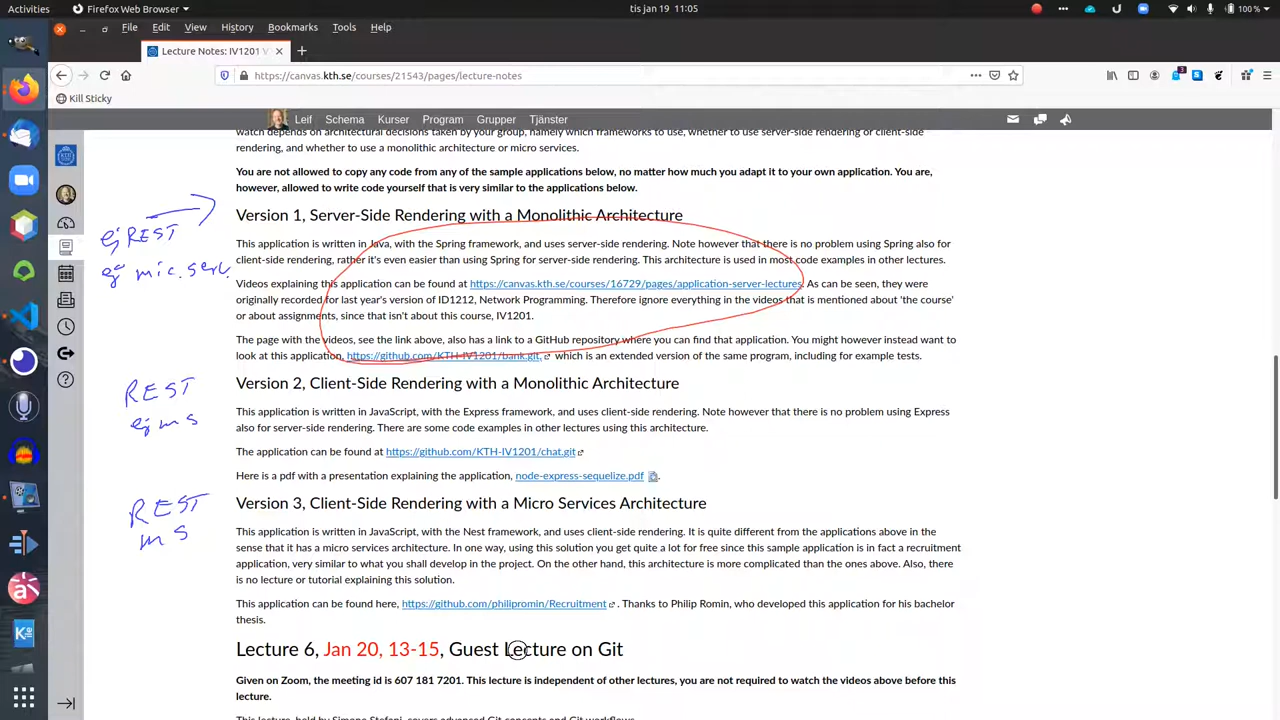 Activities
Firefox Web Browser
tis jan 19 11:05
100 %
File Edit View History Bookmarks Tools Help
Lecture Notes: IV1201 V
https://canvas.kth.se/courses/21543/pages/lecture-notes
Kill Sticky
Leif Schema Kurser Program Grupper Tjänster
watch depends on architectural decisions taken by your group, namely which frameworks to use, whether to use server-side rendering or client-side
rendering, and whether to use a monolithic architecture or micro services.
You are not allowed to copy any code from any of the sample applications below, no matter how much you adapt it to your own application. You are,
however, allowed to write code yourself that is very similar to the applications below.
Version 1, Server-Side Rendering with a Monolithic Architecture
ej REST
ej mic. serv.
This application is written in Java, with the Spring framework, and uses server-side rendering. Note however that there is no problem using Spring also for
client-side rendering, rather it's even easier than using Spring for server-side rendering. This architecture is used in most code examples in other lectures.
Videos explaining this application can be found at https://canvas.kth.se/courses/16729/pages/application-server-lectures. As can be seen, they were
originally recorded for last year's version of ID1212, Network Programming. Therefore ignore everything in the videos that is mentioned about 'the course'
or about assignments, since that isn't about this course, IV1201.
The page with the videos, see the link above, also has a link to a GitHub repository where you can find that application. You might however instead want to
look at this application, https://github.com/KTH-IV1201/bank.git, which is an extended version of the same program, including for example tests.
Version 2, Client-Side Rendering with a Monolithic Architecture
REST
ej m s
This application is written in JavaScript, with the Express framework, and uses client-side rendering. Note however that there is no problem using Express
also for server-side rendering. There are some code examples in other lectures using this architecture.
The application can be found at https://github.com/KTH-IV1201/chat.git
Here is a pdf with a presentation explaining the application, node-express-sequelize.pdf.
Version 3, Client-Side Rendering with a Micro Services Architecture
REST
m s
This application is written in JavaScript, with the Nest framework, and uses client-side rendering. It is quite different from the applications above in the
sense that it has a micro services architecture. In one way, using this solution you get quite a lot for free since this sample application is in fact a recruitment
application, very similar to what you shall develop in the project. On the other hand, this architecture is more complicated than the ones above. Also, there
is no lecture or tutorial explaining this solution.
This application can be found here, https://github.com/philipromin/Recruitment . Thanks to Philip Romin, who developed this application for his bachelor
thesis.
Lecture 6, Jan 20, 13-15, Guest Lecture on Git
Given on Zoom, the meeting id is 607 181 7201. This lecture is independent of other lectures, you are not required to watch the videos above before this
lecture.
This lecture, held by Simone Stefani, covers advanced Git concepts and Git workflows.